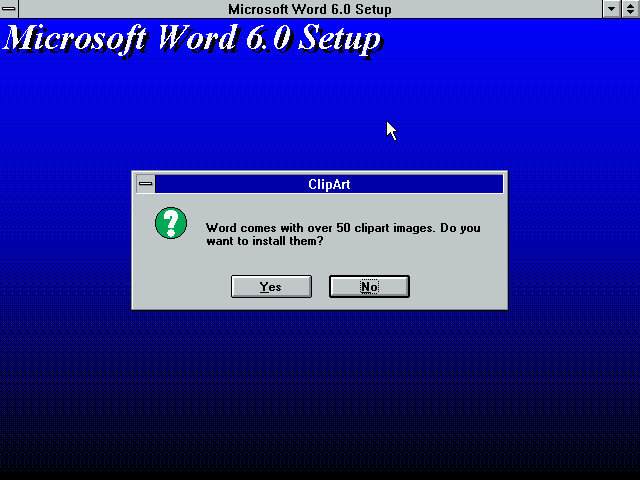 Microsoft Word 6.0 Setup
Microsoft Word 6.0 Setup
ClipArt
Word comes with over 50 clipart images. Do you
want to install them?
Yes No